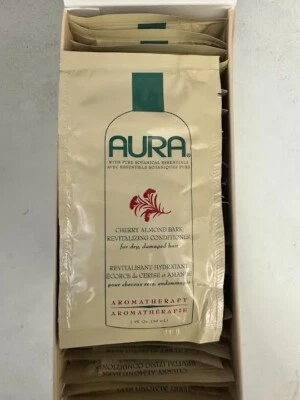 AURA
WITH PURE BOTANICAL ESSENTIALS
AVEC ESSENTIELS BOTANIQUES PURS
CHERRY ALMOND BARK
REVITALIZING CONDITIONER
for dry, damaged hair
REVITALISANT HYDRATANT
ECORCE de CERISE et AMANDE
pour cheveux secs, endommagés
AROMATHERAPY
AROMATHÉRAPIE